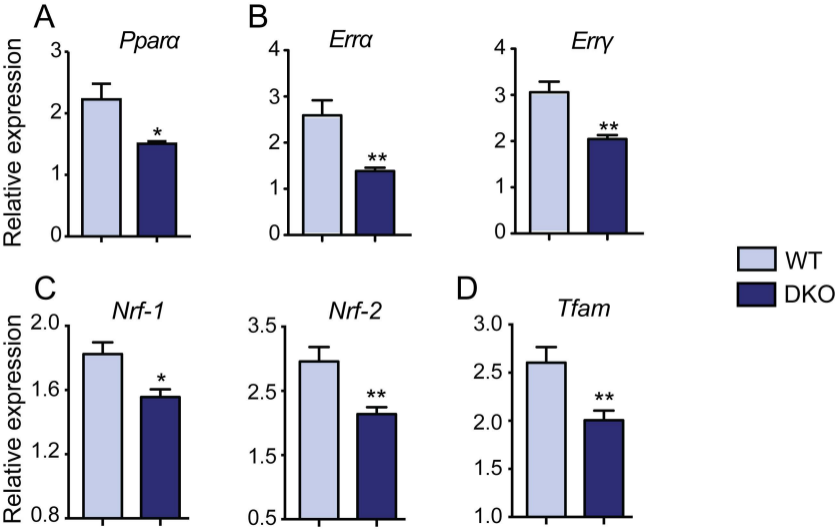 A
B
Pparα
Errα
Errγ
Relative expression
3
2
1
0
*
4
3
2
1
0
**
4
3
2
1
0
**
WT
DKO
C
D
Nrf-1
Nrf-2
Tfam
Relative expression
2.0
1.6
1.2
0.8
*
3.5
2.5
1.5
0.5
**
3.0
2.5
2.0
1.5
1.0
**